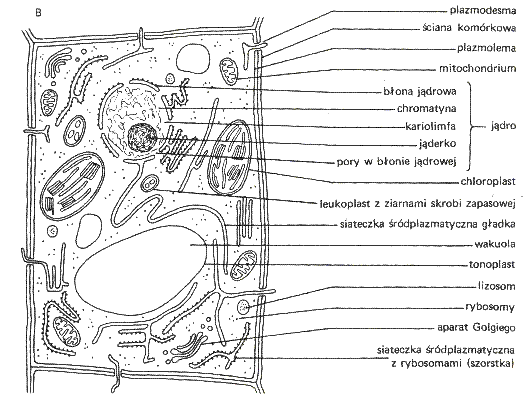 B
plazmodesma
ściana komórkowa
plazmolema
mitochondrium
błona jądrowa
chromatyna
kariolimfa
jądro
jąderko
pory w błonie jądrowej
chloroplast
leukoplast z ziarnami skrobi zapasowej
siateczka śródplazmatyczna gładka
wakuola
tonoplast
lizosom
rybosomy
aparat Golgiego
siateczka śródplazmatyczna
z rybosomami (szorstka)